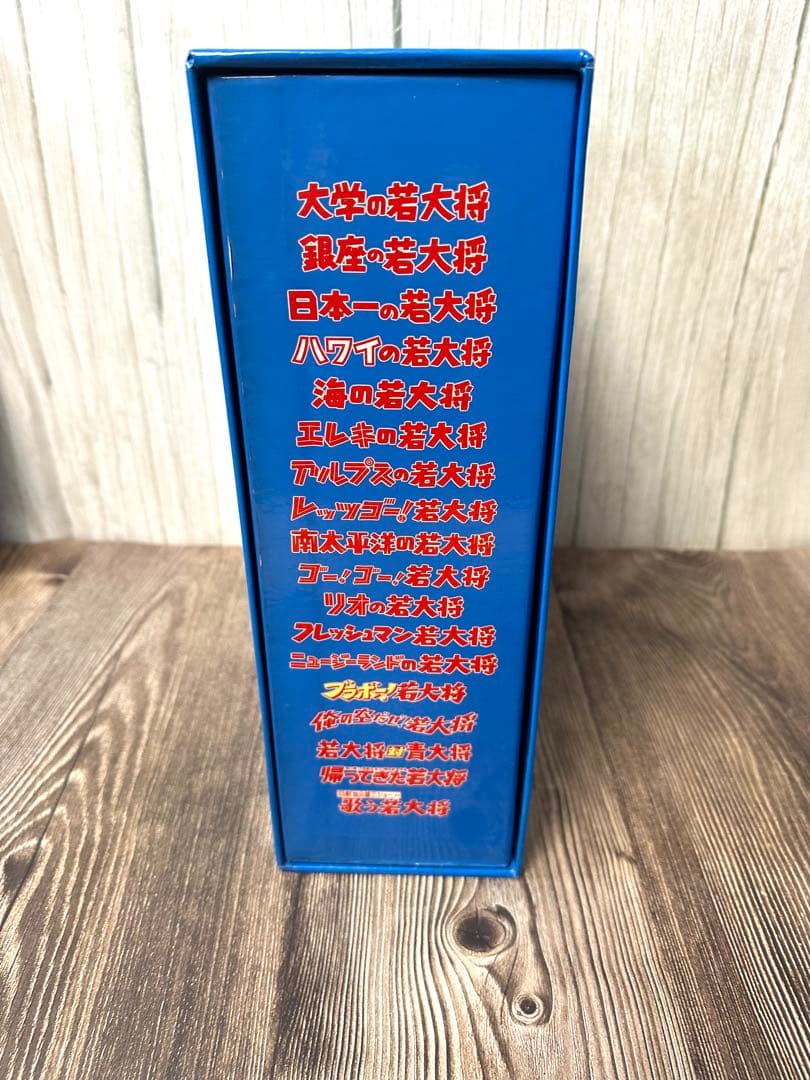 大学の若大将
銀座の若大将
日本一の若大将
ハワイの若大将
海の若大将
エレキの若大将
アルプスの若大将
レッツゴー!若大将
南太平洋の若大将
ゴー!ゴー!若大将
リオの若大将
フレッシュマン若大将
ニュージーランドの若大将
ブラボー!若大将
俺の空だぜ!若大将
若大将対青大将
帰ってきた若大将
歌う若大将